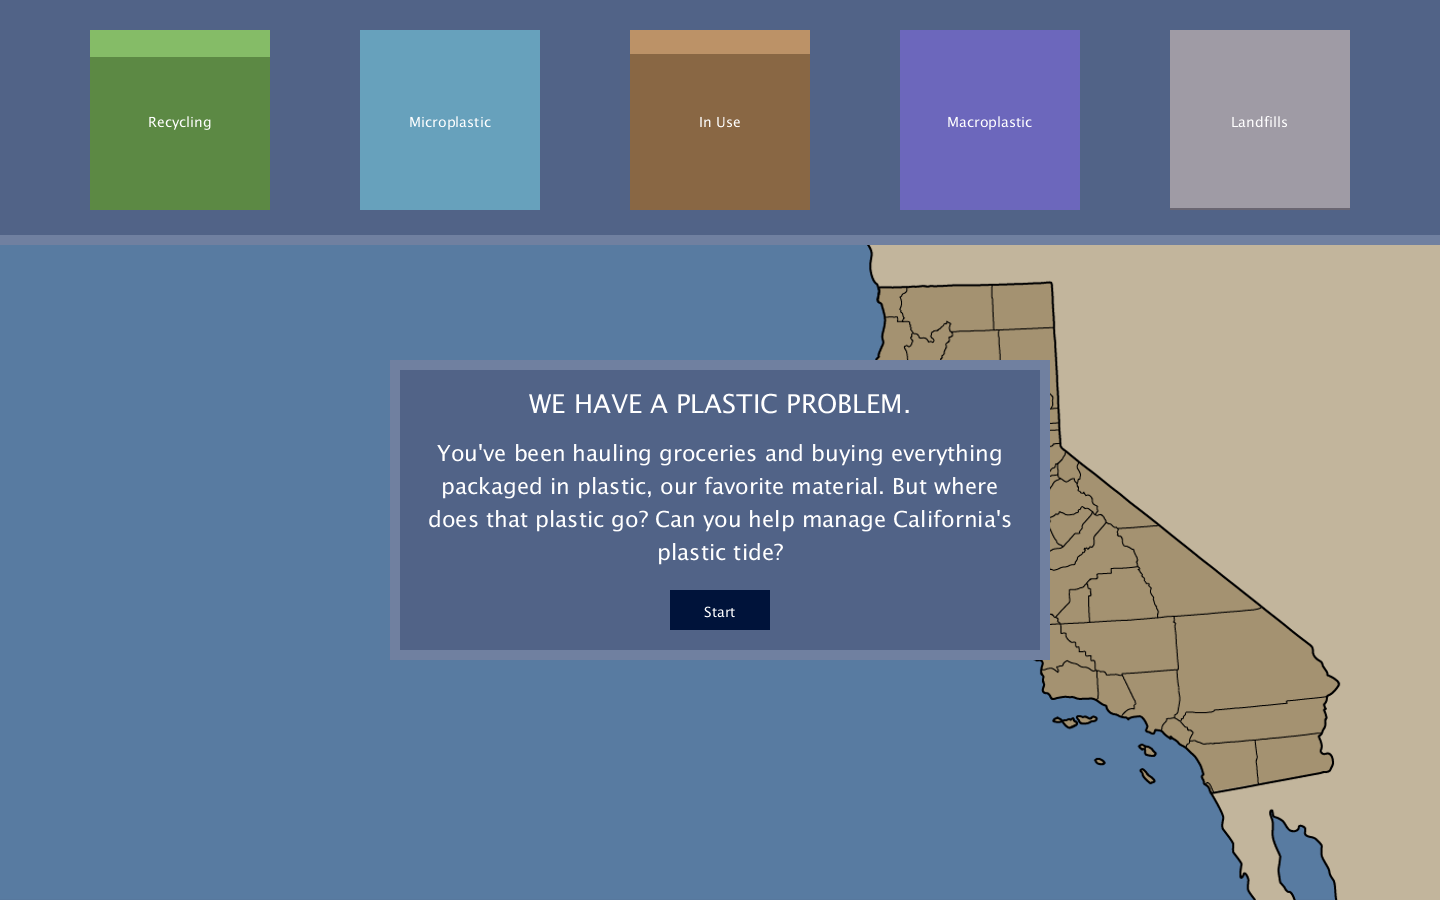 Recycling
Microplastic
In Use
Macroplastic
Landfills
WE HAVE A PLASTIC PROBLEM.
You've been hauling groceries and buying everything
packaged in plastic, our favorite material. But where
does that plastic go? Can you help manage California's
plastic tide?
Start